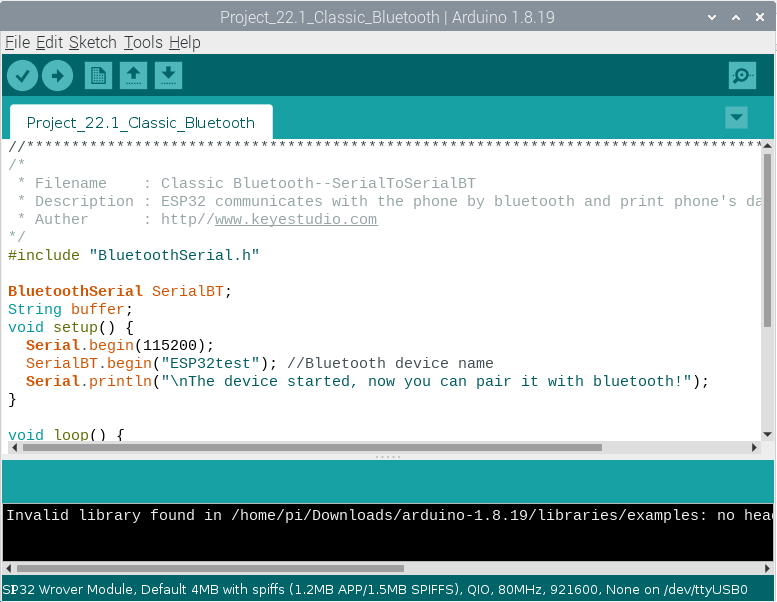 Project_22.1_Classic_Bluetooth | Arduino 1.8.19
File Edit Sketch Tools Help
Project_22.1_Classic_Bluetooth
//**********************************************************************************
/*
 * Filename    : Classic Bluetooth--SerialToSerialBT
 * Description : ESP32 communicates with the phone by bluetooth and print phone's da
 * Auther      : http//www.keyestudio.com
*/
#include "BluetoothSerial.h"
BluetoothSerial SerialBT;
String buffer;
void setup() {
  Serial.begin(115200);
  SerialBT.begin("ESP32test"); //Bluetooth device name
  Serial.println("\nThe device started, now you can pair it with bluetooth!");
}
void loop() {
Invalid library found in /home/pi/Downloads/arduino-1.8.19/libraries/examples: no hea
P32 Wrover Module, Default 4MB with spiffs (1.2MB APP/1.5MB SPIFFS), QIO, 80MHz, 921600, None on /dev/ttyUSB0